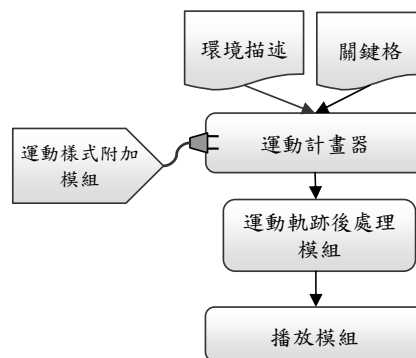 環境描述
關鍵格
運動樣式附加
模組
運動計畫器
運動軌跡後處理
模組
播放模組